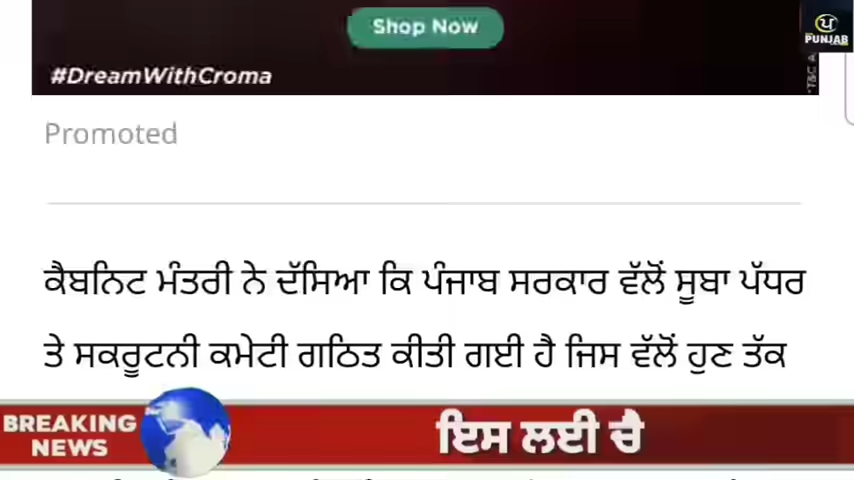 Shop Now
ਪ
PUNJAB
#DreamWithCroma
*T&C A
Promoted
ਕੈਬਨਿਟ ਮੰਤਰੀ ਨੇ ਦੱਸਿਆ ਕਿ ਪੰਜਾਬ ਸਰਕਾਰ ਵੱਲੋਂ ਸੂਬਾ ਪੱਧਰ
ਤੇ ਸਕਰੂਟਨੀ ਕਮੇਟੀ ਗਠਿਤ ਕੀਤੀ ਗਈ ਹੈ ਜਿਸ ਵੱਲੋਂ ਹੁਣ ਤੱਕ
BREAKING
NEWS
ਇਸ ਲਈ ਚੈ